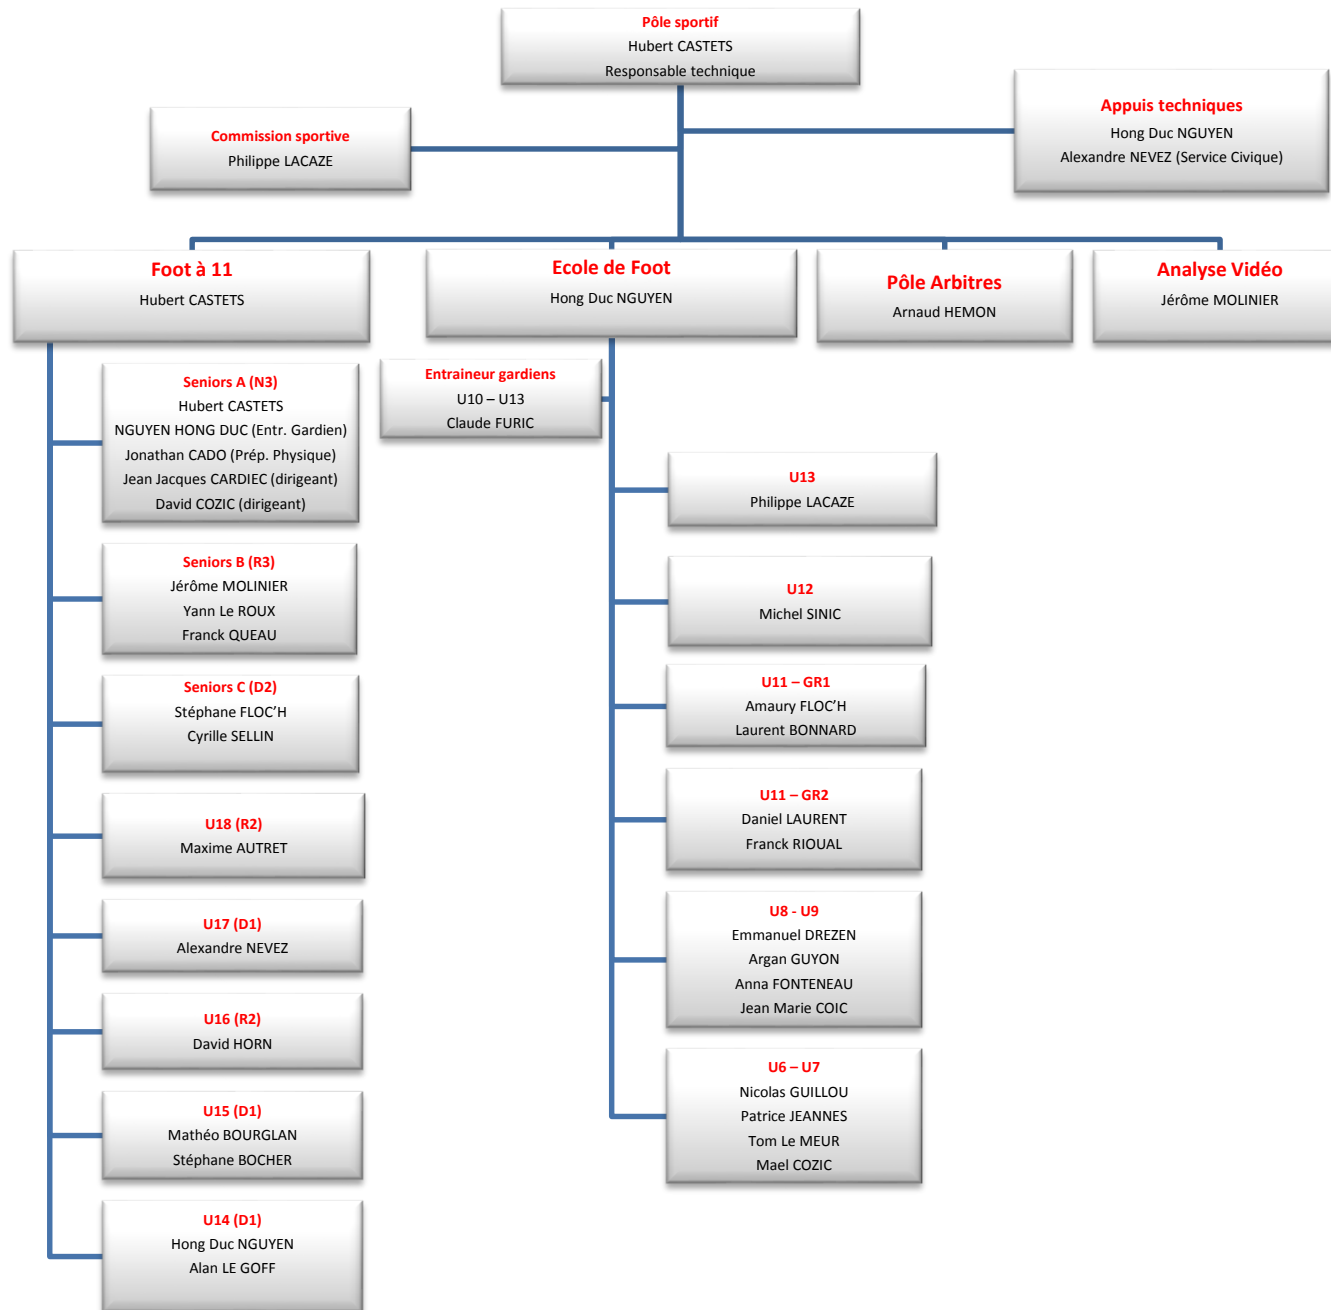 Pôle sportif
Hubert CASTETS
Responsable technique
Commission sportive
Philippe LACAZE
Appuis techniques
Hong Duc NGUYEN
Alexandre NEVEZ (Service Civique)
Foot à 11
Hubert CASTETS
Ecole de Foot
Hong Duc NGUYEN
Pôle Arbitres
Arnaud HEMON
Analyse Vidéo
Jérôme MOLINIER
Seniors A (N3)
Hubert CASTETS
NGUYEN HONG DUC (Entr. Gardien)
Jonathan CADO (Prép. Physique)
Jean Jacques CARDIEC (dirigeant)
David COZIC (dirigeant)
Seniors B (R3)
Jérôme MOLINIER
Yann Le ROUX
Franck QUEAU
Seniors C (D2)
Stéphane FLOC’H
Cyrille SELLIN
U18 (R2)
Maxime AUTRET
U17 (D1)
Alexandre NEVEZ
U16 (R2)
David HORN
U15 (D1)
Mathéo BOURGLAN
Stéphane BOCHER
U14 (D1)
Hong Duc NGUYEN
Alan LE GOFF
Entraineur gardiens
U10 – U13
Claude FURIC
U13
Philippe LACAZE
U12
Michel SINIC
U11 – GR1
Amaury FLOC’H
Laurent BONNARD
U11 – GR2
Daniel LAURENT
Franck RIOUAL
U8 - U9
Emmanuel DREZEN
Argan GUYON
Anna FONTENEAU
Jean Marie COIC
U6 – U7
Nicolas GUILLOU
Patrice JEANNES
Tom Le MEUR
Mael COZIC